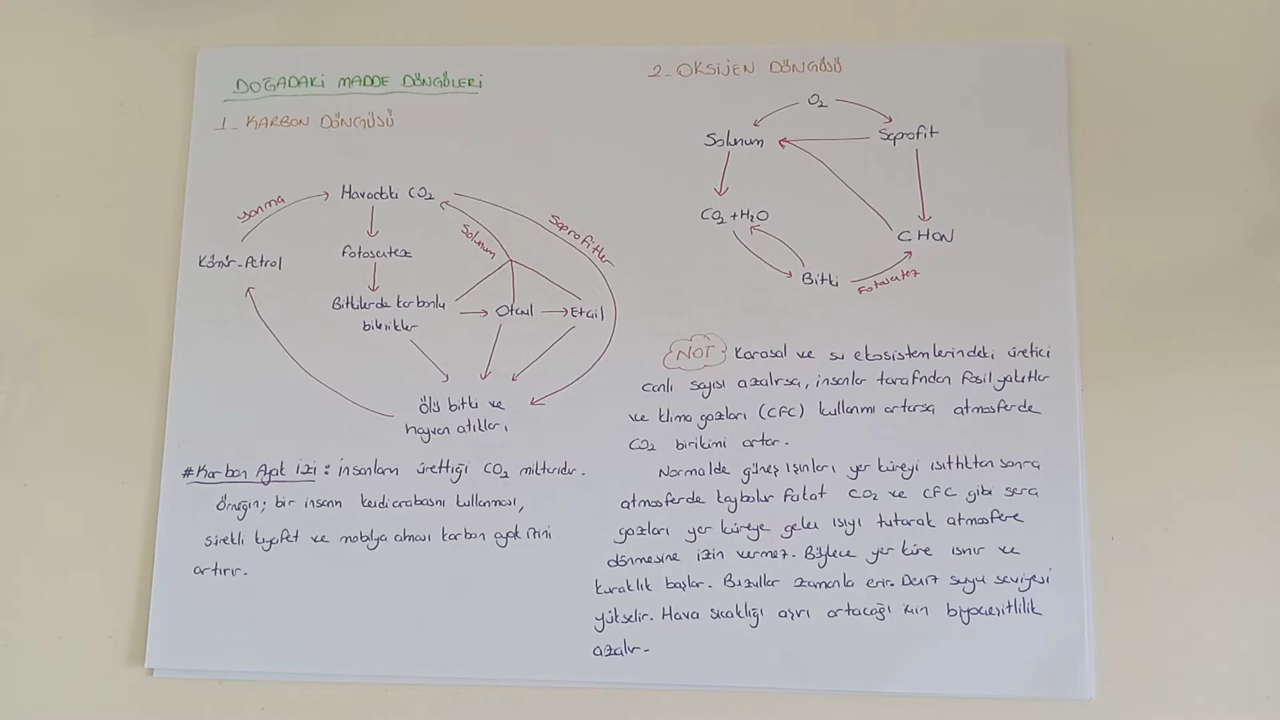 DOĞADAKİ MADDE DÖNGÜLERİ
1_ KARBON DÖNGÜSÜ
Havadaki CO₂
yanma
Solunum
Saprofitler
Kömür-Petrol
Fotosentez
Bitkilerde karbonlu
bileşikler
Otçul
Etçil
Ölü bitki ve
hayvan atıkları
#Karbon Ayak izi : insanların ürettiği CO₂ miktarıdır.
Örneğin; bir insanın kendi arabasını kullanması,
sürekli kıyafet ve mobilya alması karbon ayak izini
artırır.
2_ OKSİJEN DÖNGÜSÜ
O₂
Solunum
Saprofit
CO₂ + H₂O
CHON
Bitki
Fotosentez
NOT Karasal ve su ekosistemlerindeki üretici
canlı sayısı azalırsa, insanlar tarafından fosil yakıtlar
ve klima gazları (CFC) kullanımı artarsa atmosferde
CO₂ birikimi artar.
Normalde güneş ışınları yer küreyi ısıttıktan sonra
atmosferde kaybolur fakat CO₂ ve CFC gibi sera
gazları yer küreye gelen ısıyı tutarak atmosfere
dönmesine izin vermez. Böylece yer küre ısınır ve
kuraklık başlar. Buzullar zamanla erir. Deniz suyu seviyesi
yükselir. Hava sıcaklığı aşırı artacağı için biyoçeşitlilik
azalır.